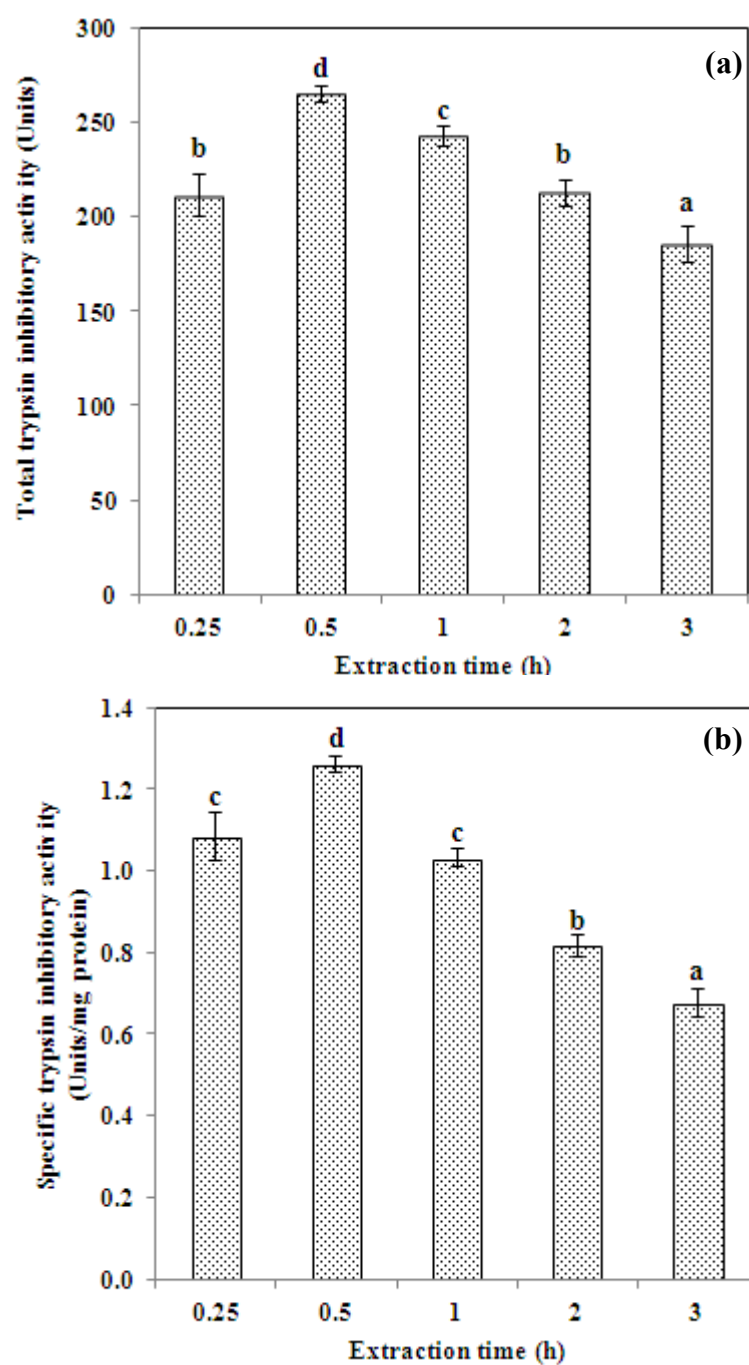 (a)
Total trypsin inhibitory activity (Units)
300
250
200
150
100
50
0
b
d
c
b
a
0.25 0.5 1 2 3
Extraction time (h)
(b)
Specific trypsin inhibitory activity
(Units/mg protein)
1.4
1.2
1.0
0.8
0.6
0.4
0.2
0.0
c
d
c
b
a
0.25 0.5 1 2 3
Extraction time (h)